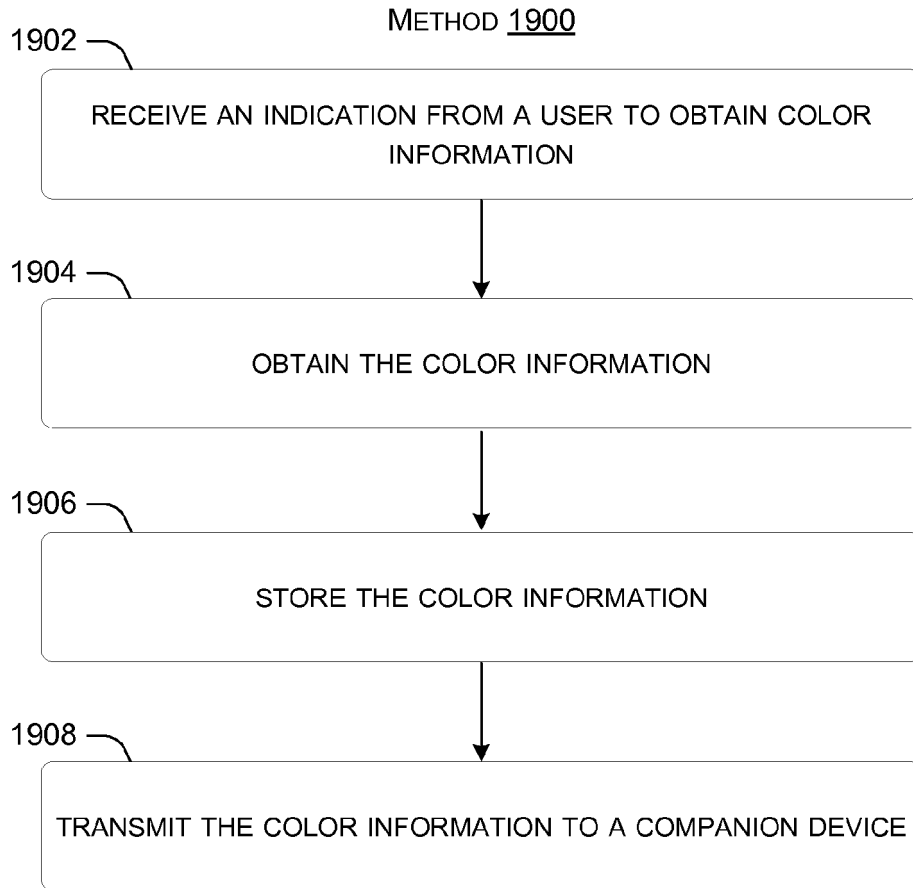 METHOD 1900
1902
RECEIVE AN INDICATION FROM A USER TO OBTAIN COLOR
INFORMATION
1904
OBTAIN THE COLOR INFORMATION
1906
STORE THE COLOR INFORMATION
1908
TRANSMIT THE COLOR INFORMATION TO A COMPANION DEVICE